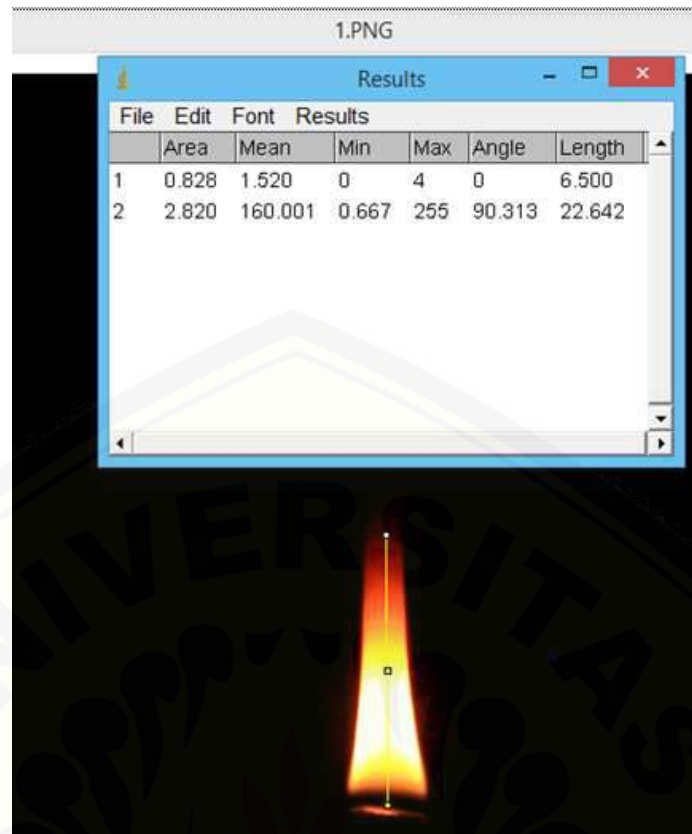 1.PNG
Results
File Edit Font Results
Area Mean Min Max Angle Length
1 0.828 1.520 0 4 0 6.500
2 2.820 160.001 0.667 255 90.313 22.642
UNIVERSITAS